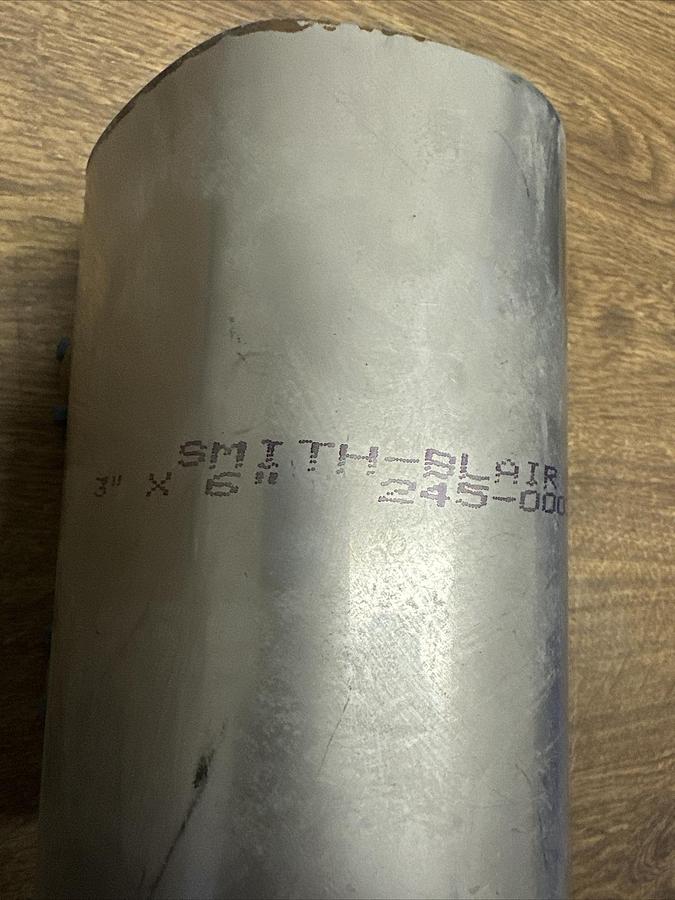 SMITH-BLAIR
3" X 6" 245-000